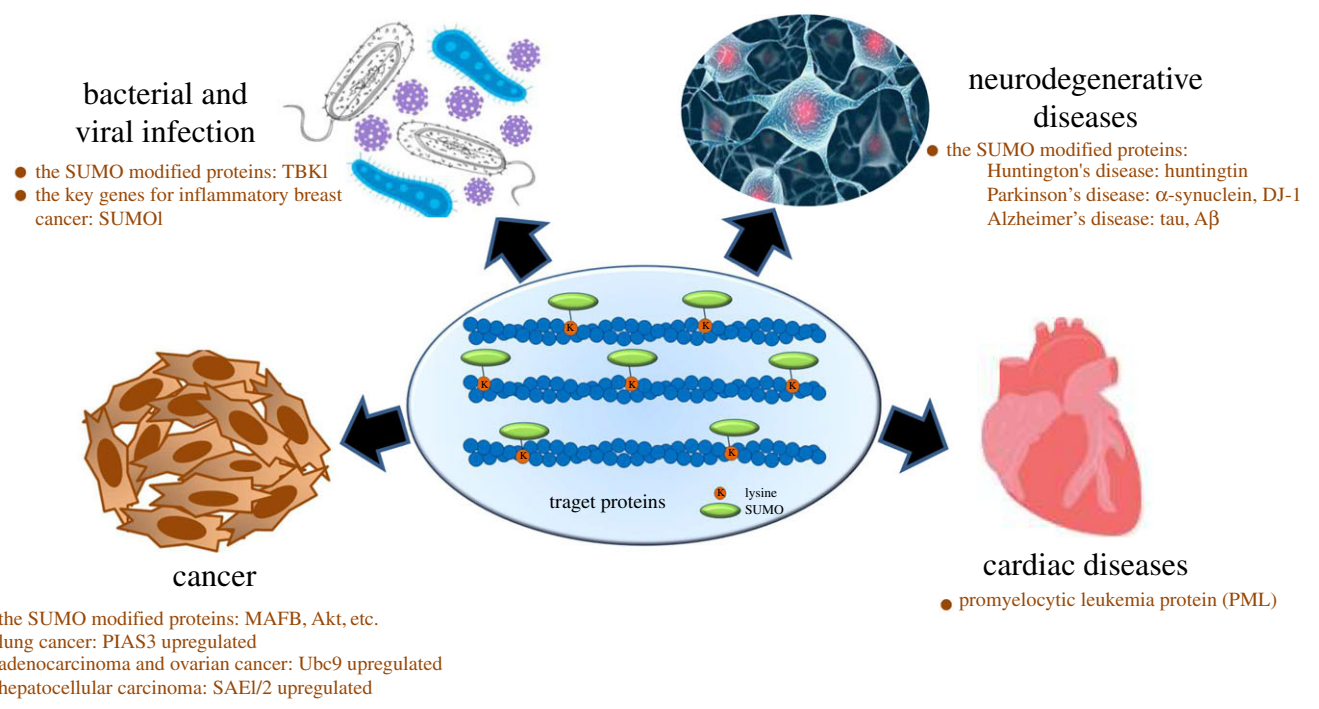 bacterial and
viral infection
● the SUMO modified proteins: TBKl
● the key genes for inflammatory breast
cancer: SUMOl
neurodegenerative
diseases
● the SUMO modified proteins:
Huntington's disease: huntingtin
Parkinson’s disease: α-synuclein, DJ-1
Alzheimer’s disease: tau, Aβ
K K
K K K
K K
traget proteins
K lysine
SUMO
cancer
the SUMO modified proteins: MAFB, Akt, etc.
lung cancer: PIAS3 upregulated
adenocarcinoma and ovarian cancer: Ubc9 upregulated
hepatocellular carcinoma: SAEl/2 upregulated
cardiac diseases
● promyelocytic leukemia protein (PML)